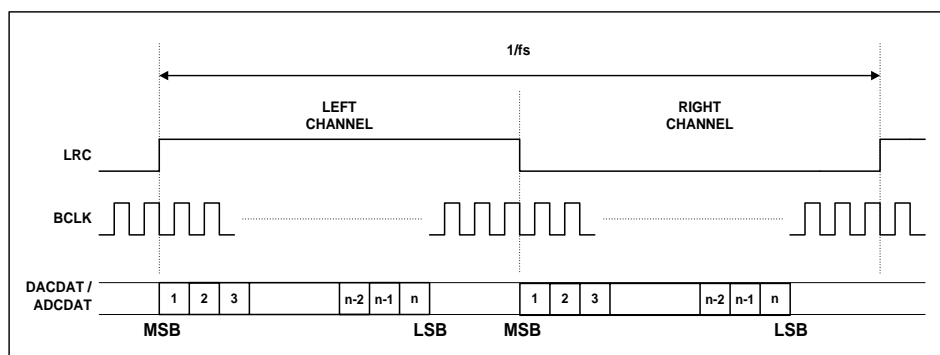 1/fs
LEFT
CHANNEL
RIGHT
CHANNEL
LRC
BCLK
DACDAT /
ADCDAT
1 2 3 n-2 n-1 n 1 2 3 n-2 n-1 n
MSB LSB MSB LSB